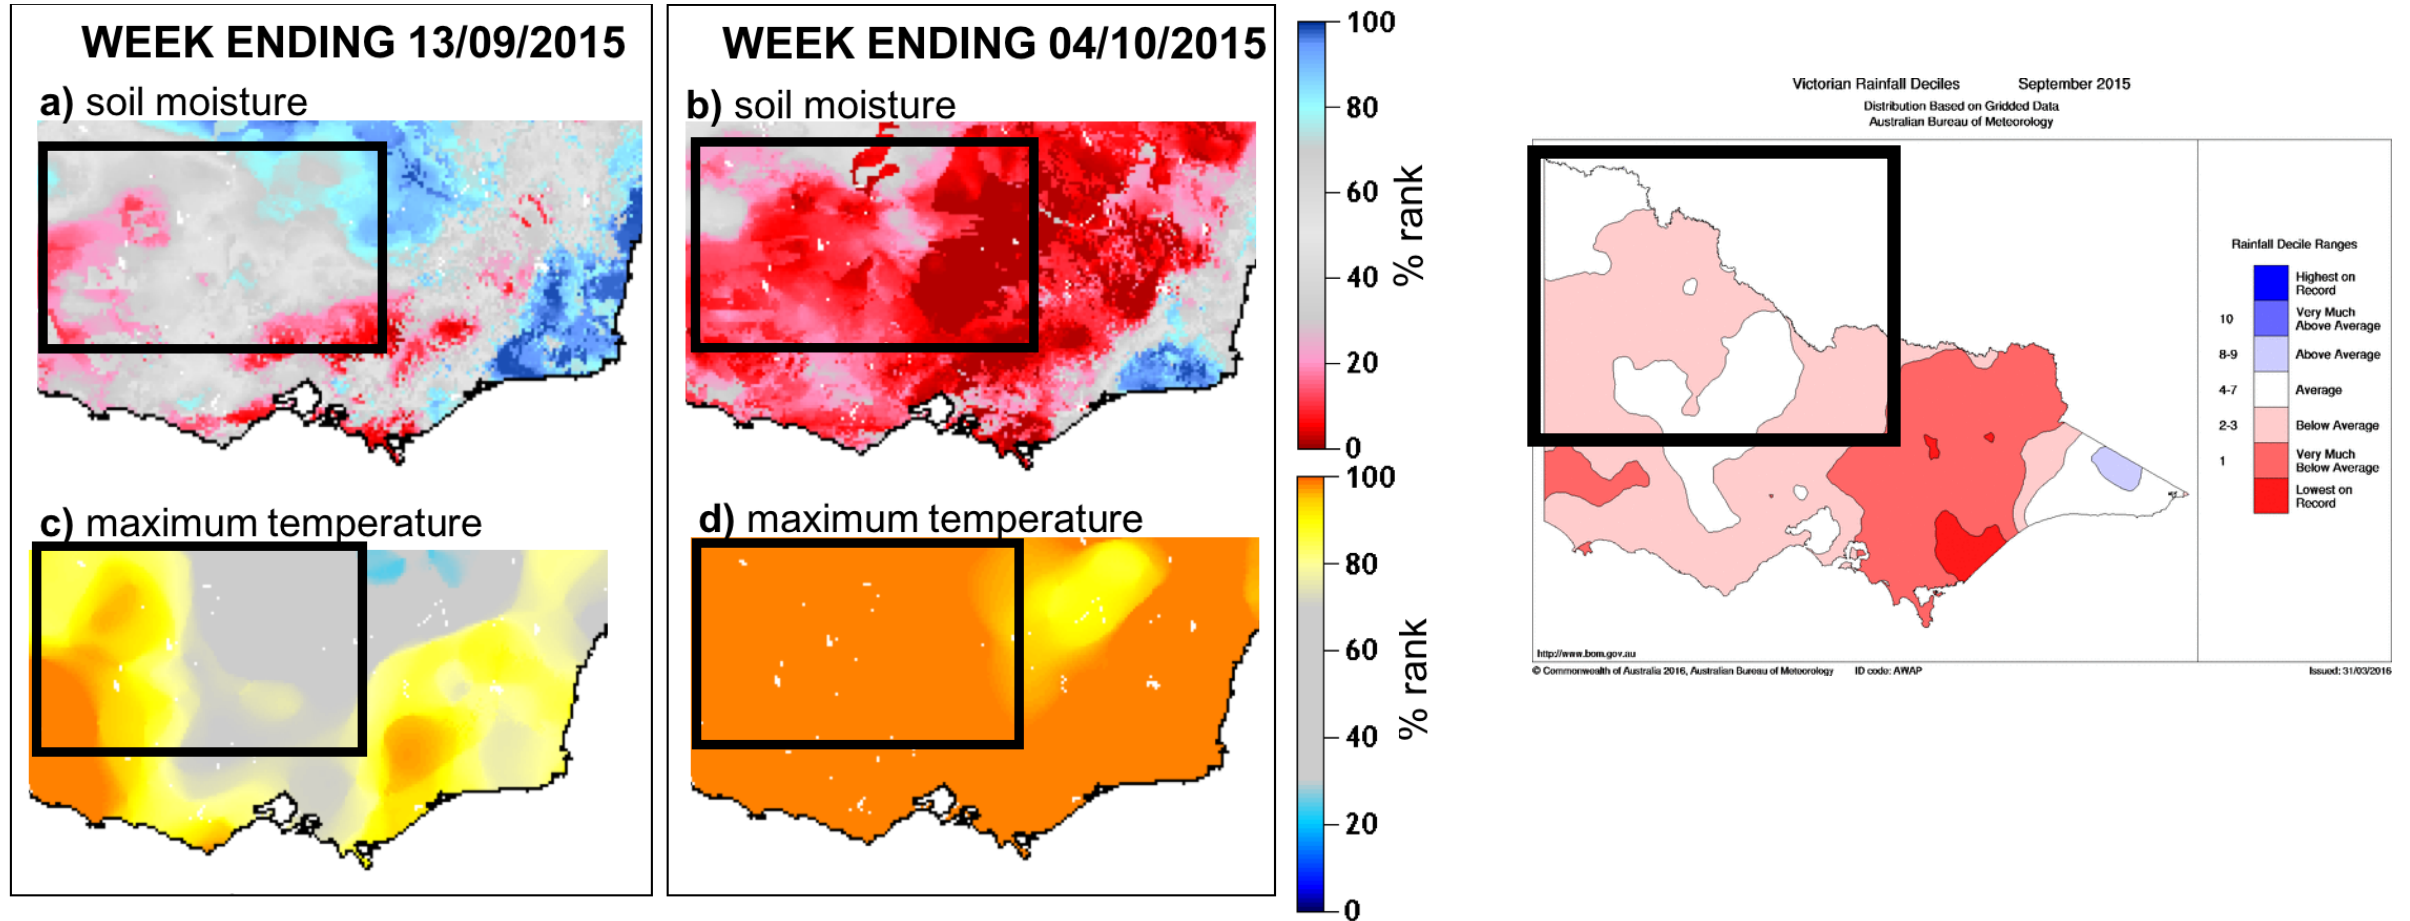 WEEK ENDING 13/09/2015
a) soil moisture
c) maximum temperature
WEEK ENDING 04/10/2015
b) soil moisture
d) maximum temperature
100
80
60
40
20
0
% rank
100
80
60
40
20
0
% rank
Victorian Rainfall Deciles September 2015
Distribution Based on Gridded Data
Australian Bureau of Meteorology
Rainfall Decile Ranges
Highest on
Record
10 Very Much
Above Average
8-9 Above Average
4-7 Average
2-3 Below Average
1 Very Much
Below Average
Lowest on
Record
http://www.bom.gov.au
© Commonwealth of Australia 2016, Australian Bureau of Meteorology ID code: AWAP Issued: 31/03/2016